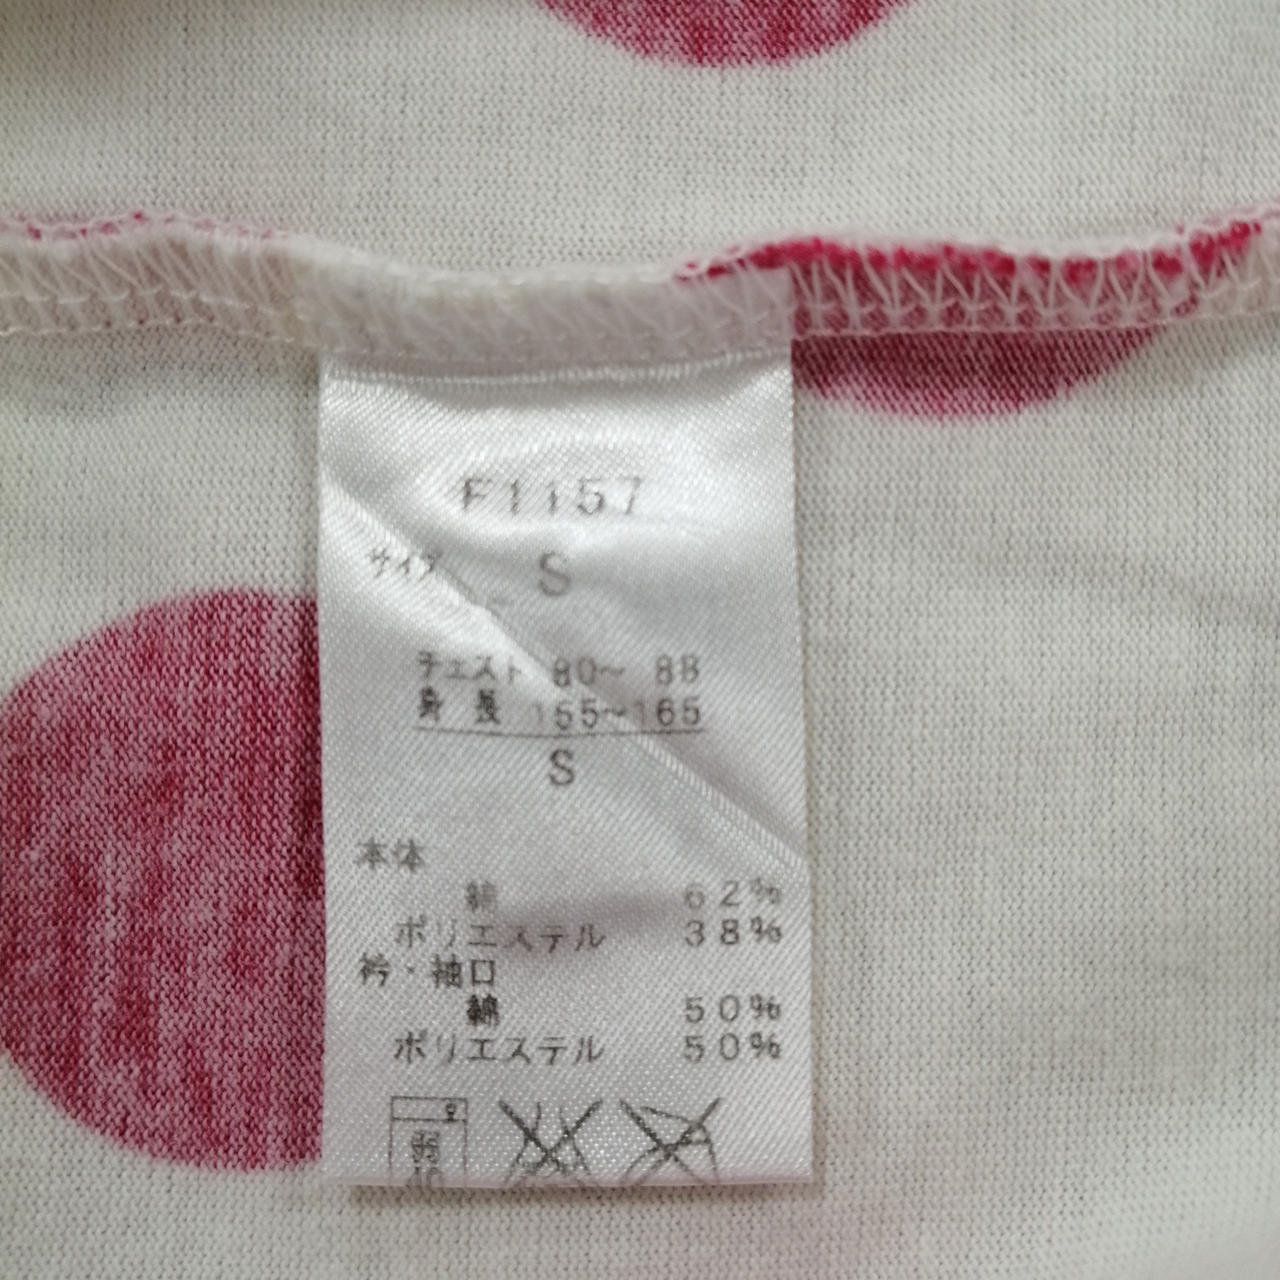 F1157
サイズ S
チェスト 80〜 88
身長 155〜165
S
本体
綿 62%
ポリエステル 38%
衿・袖口
綿 50%
ポリエステル 50%